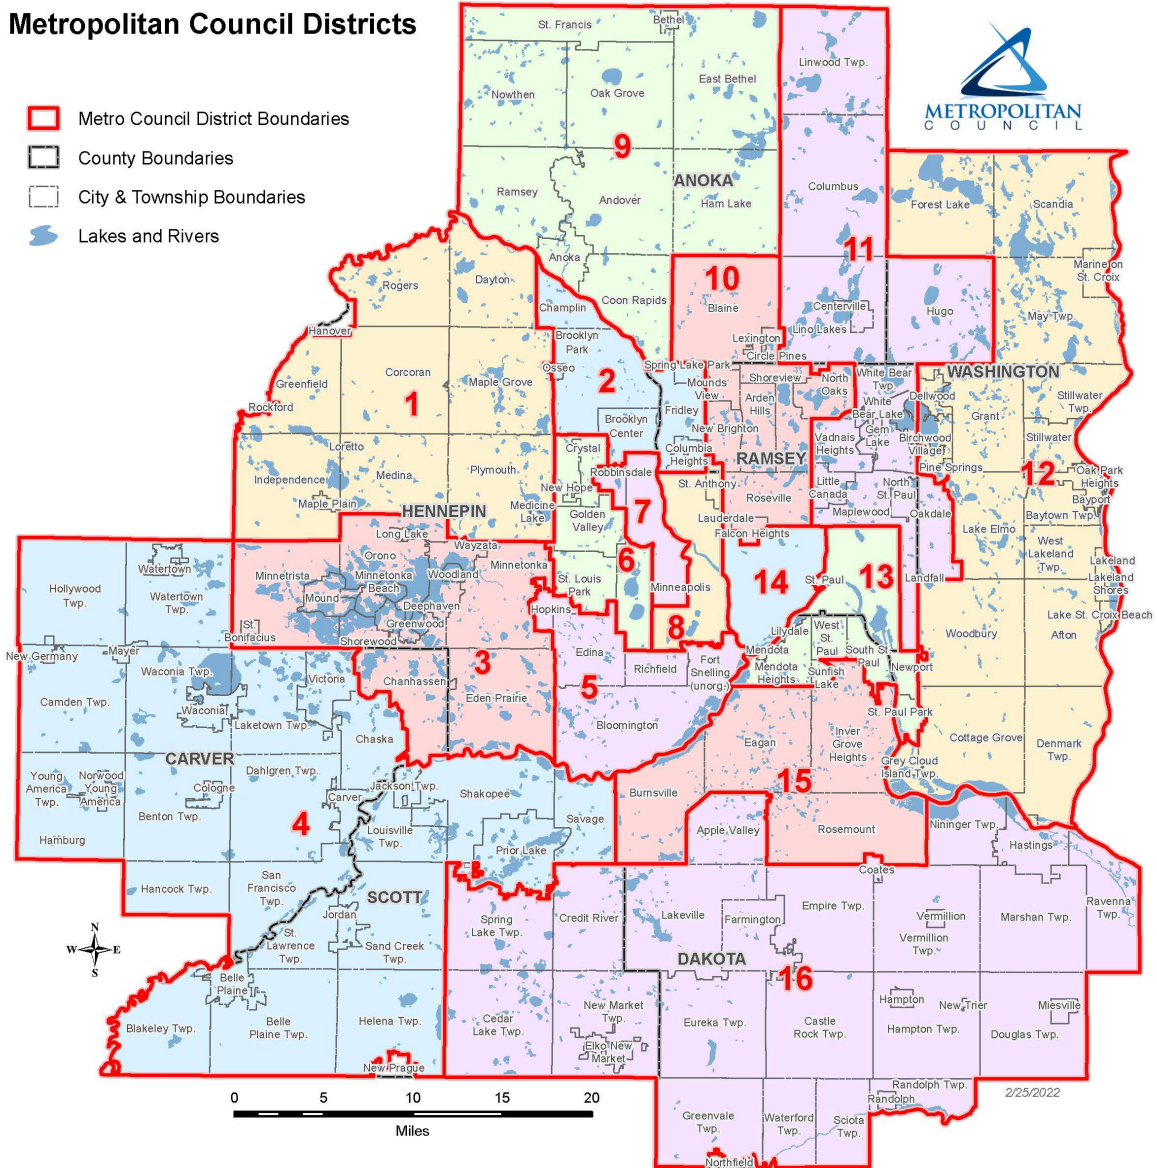 Metropolitan Council Districts
Metro Council District Boundaries
County Boundaries
City & Township Boundaries
Lakes and Rivers
METROPOLITAN
COUNCIL
St. Francis
Bethel
Linwood Twp.
Nowthen
Oak Grove
East Bethel
9
ANOKA
Ramsey
Andover
Ham Lake
Columbus
Forest Lake
Scandia
11
Anoka
Marine on
St. Croix
Rogers
Dayton
10
Coon Rapids
Blaine
Champlin
Centerville
Hugo
May Twp.
Hanover
Lino Lakes
Brooklyn
Park
Lexington
Circle Pines
Osseo
Spring Lake Park
WASHINGTON
Corcoran
Greenfield
Maple Grove
2
Mounds
View
Shoreview
North
Oaks
White Bear
Twp.
Dellwood
Stillwater
Twp.
Rockford
1
Fridley
Arden
Hills
White
Bear Lake
Grant
Brooklyn
Center
New Brighton
Gem
Lake
Birchwood
Village
Stillwater
Loretto
Crystal
Columbia
Heights
Vadnais
Heights
RAMSEY
Pine Springs
12
Oak Park
Heights
Independence
Medina
Plymouth
Robbinsdale
New Hope
St. Anthony
Roseville
Little
Canada
North
St. Paul
Maplewood
Oakdale
Bayport
Baytown Twp.
Maple Plain
Medicine
Lake
Golden
Valley
7
Lauderdale
Falcon Heights
Lake Elmo
HENNEPIN
Long Lake
Wayzata
West
Lakeland
Twp.
Orono
Minnetonka
6
Lakeland
Lakeland
Shores
Watertown
Minnetrista
Minnetonka
Beach
Woodland
St. Louis
Park
Minneapolis
14
St. Paul
13
Landfall
Hollywood
Twp.
Watertown
Twp.
Mound
Deephaven
Hopkins
Greenwood
8
Lake St. Croix Beach
St.
Bonifacius
Shorewood
Lilydale
Mendota
West
St.
Paul
South St.
Paul
Woodbury
Afton
New Germany
Mayer
Edina
3
Richfield
Fort
Snelling
(unorg.)
Mendota
Heights
Sunfish
Lake
Newport
Waconia Twp.
Victoria
Chanhassen
Eden Prairie
5
Camden Twp.
Waconia
Laketown Twp.
Bloomington
St. Paul Park
Chaska
Eagan
Inver
Grove
Heights
Cottage Grove
Denmark
Twp.
CARVER
Dahlgren Twp.
Grey Cloud
Island Twp.
Young
America
Twp.
Norwood
Young
America
Cologne
Carver
Jackson Twp.
Shakopee
Burnsville
15
Benton Twp.
4
Louisville
Twp.
Savage
Apple Valley
Rosemount
Nininger Twp.
Hamburg
Prior Lake
Hastings
Hancock Twp.
San
Francisco
Twp.
SCOTT
Coates
Jordan
Spring
Lake Twp.
Credit River
Lakeville
Farmington
Empire Twp.
Vermillion
Marshan Twp.
Ravenna
Twp.
N
W E
S
St.
Lawrence
Twp.
Sand Creek
Twp.
Vermillion
Twp.
DAKOTA
16
Belle
Plaine
Blakeley Twp.
Belle
Plaine Twp.
Helena Twp.
Cedar
Lake Twp.
New Market
Twp.
Eureka Twp.
Castle
Rock Twp.
Hampton
New Trier
Miesville
Hampton Twp.
Douglas Twp.
Elko New
Market
New Prague
Randolph Twp.
Randolph
2/25/2022
0 5 10 15 20
Miles
Greenvale
Twp.
Waterford
Twp.
Sciota
Twp.
Northfield